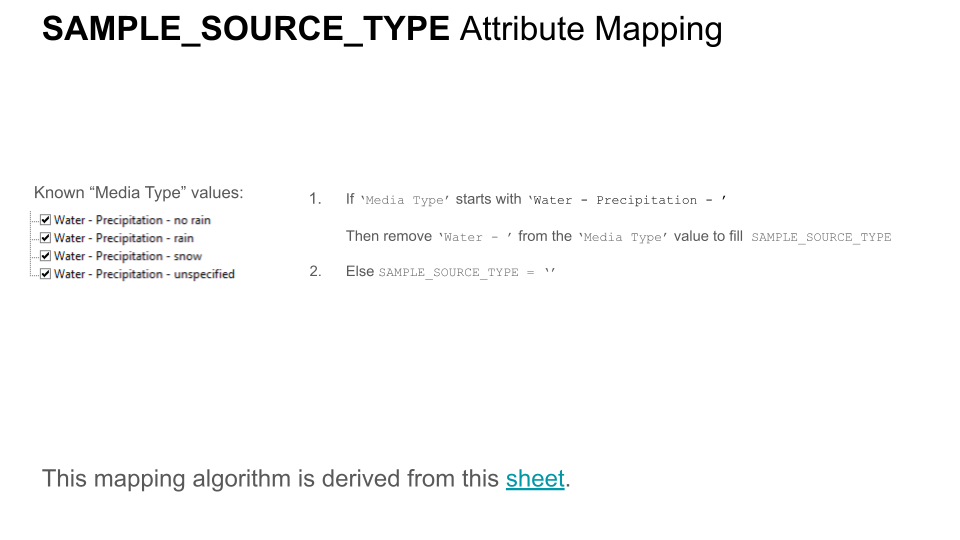 SAMPLE_SOURCE_TYPE Attribute Mapping
Known “Media Type” values:
Water - Precipitation - no rain
Water - Precipitation - rain
Water - Precipitation - snow
Water - Precipitation - unspecified
1. If ‘Media Type’ starts with ‘Water - Precipitation - ’
Then remove ‘Water - ’ from the ‘Media Type’ value to fill SAMPLE_SOURCE_TYPE
2. Else SAMPLE_SOURCE_TYPE = ‘’
This mapping algorithm is derived from this sheet.